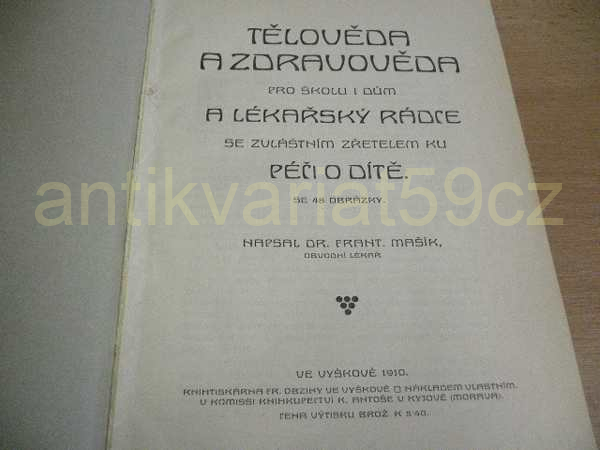 TĚLOVĚDA
A ZDRAVOVĚDA
PRO ŠKOLU I DŮM
A LÉKAŘSKÝ RÁDCE
SE ZVLÁŠTNÍM ZŘETELEM KU
PÉČI O DÍTĚ.
antikvariat59cz
SE 48 OBRÁZKY.
NAPSAL DR. FRANT. MAŠÍK,
OBVODNÍ LÉKAŘ
VE VYŠKOVĚ 1910.
KNIHTISKÁRNA FR. OBZINY VE VYŠKOVĚ □ NÁKLADEM VLASTNÍM.
V KOMISSI KNIHKUPECTVÍ K. ANTOŠE V KYJOVĚ (MORAVA).
CENA VÝTISKU BROŽ. K 5·40.